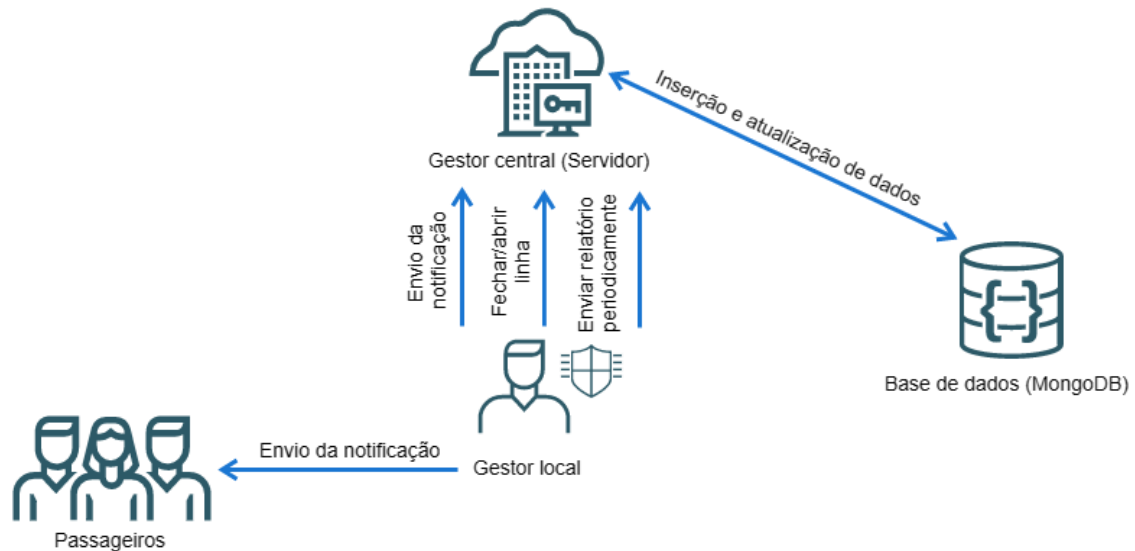 Gestor central (Servidor)
Inserção e atualização de dados
Envio da
notificação
Fechar/abrir
linha
Enviar relatório
periodicamente
Base de dados (MongoDB)
Envio da notificação
Gestor local
Passageiros